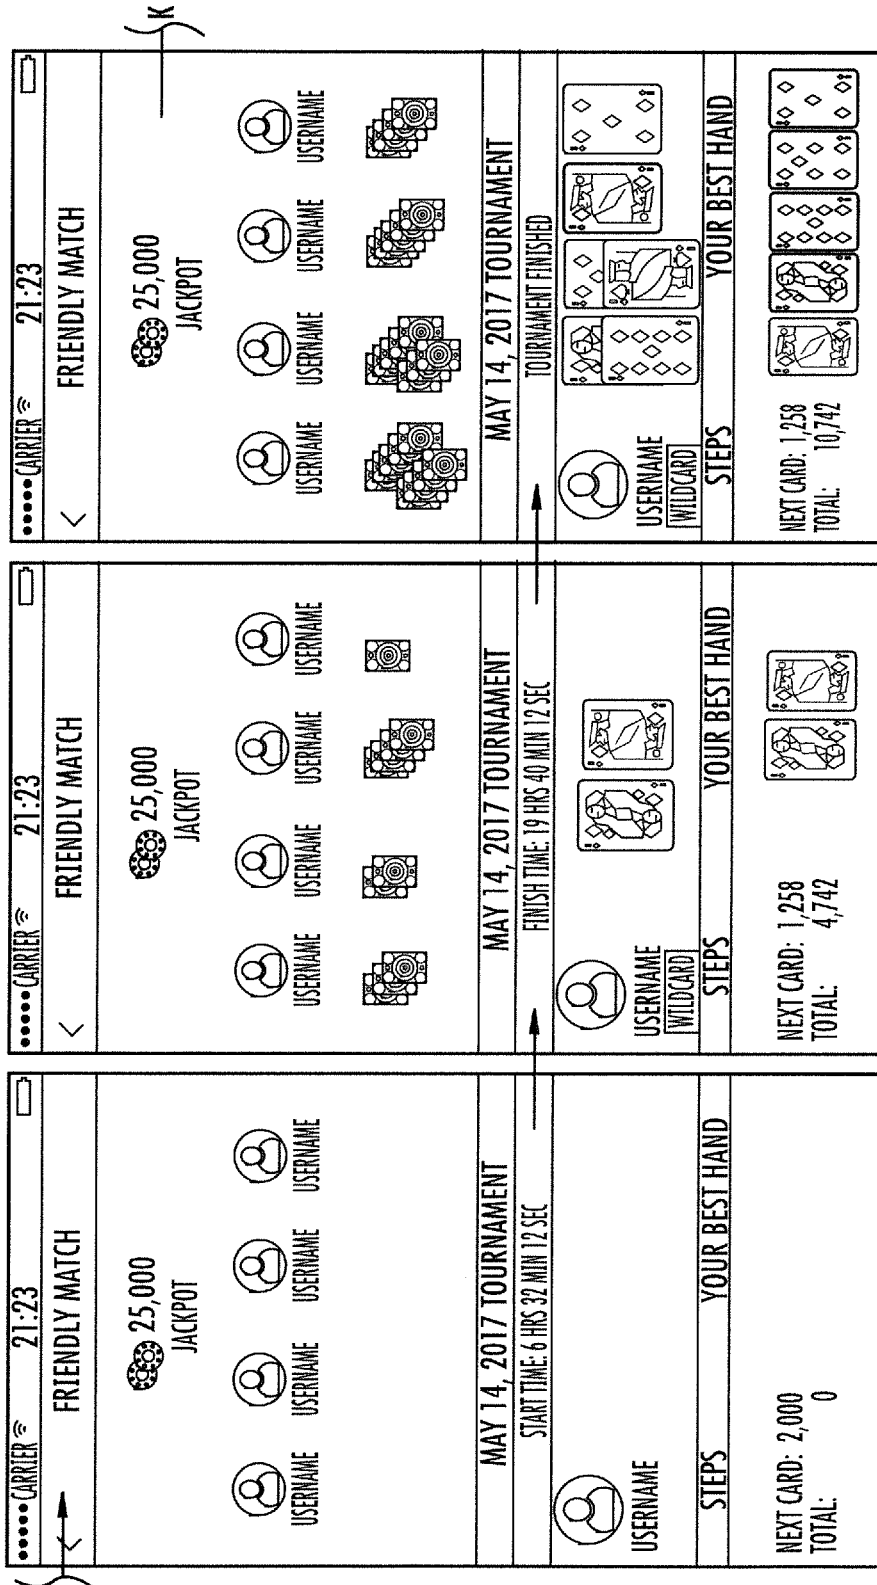 ●●●●● CARRIER 21:23
FRIENDLY MATCH
25,000
JACKPOT
USERNAME USERNAME USERNAME USERNAME
MAY 14, 2017 TOURNAMENT
START TIME: 6 HRS 32 MIN 12 SEC
USERNAME
STEPS YOUR BEST HAND
NEXT CARD: 2,000
TOTAL: 0
●●●●● CARRIER 21:23
FRIENDLY MATCH
25,000
JACKPOT
USERNAME USERNAME USERNAME USERNAME
MAY 14, 2017 TOURNAMENT
FINISH TIME: 19 HRS 40 MIN 12 SEC
USERNAME
WILDCARD
STEPS YOUR BEST HAND
NEXT CARD: 1,258
TOTAL: 4,742
●●●●● CARRIER 21:23
FRIENDLY MATCH
25,000
JACKPOT
USERNAME USERNAME USERNAME USERNAME
MAY 14, 2017 TOURNAMENT
TOURNAMENT FINISHED
USERNAME
WILDCARD
STEPS YOUR BEST HAND
NEXT CARD: 1,258
TOTAL: 10,742
K